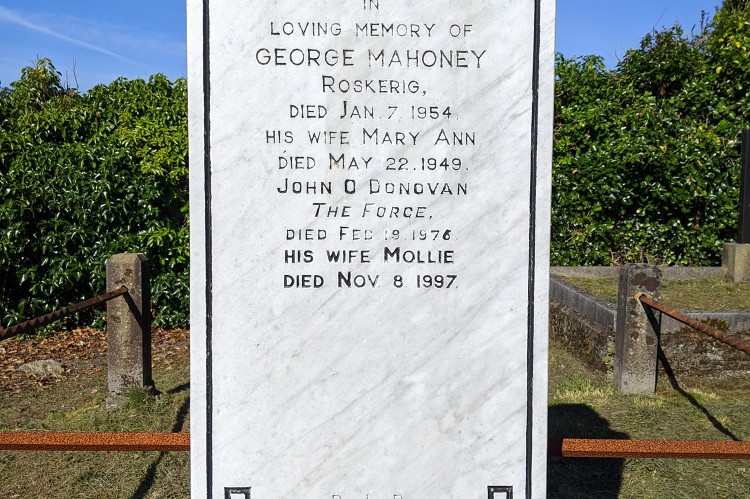 IN
LOVING MEMORY OF
GEORGE MAHONEY
ROSKERIG,
DIED JAN. 7, 1954.
HIS WIFE MARY ANN
DIED MAY 22.1949.
JOHN O DONOVAN
THE FORGE,
DIED FEB 19.1976
HIS WIFE MOLLIE
DIED NOV 8 1997.